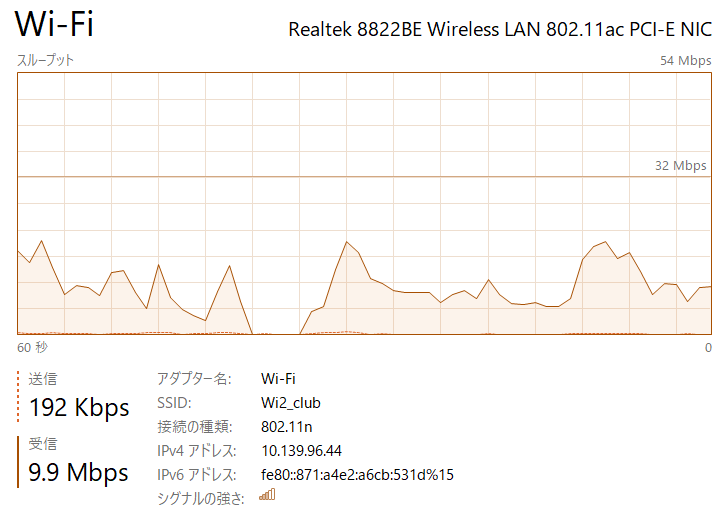 Wi-Fi
Realtek 8822BE Wireless LAN 802.11ac PCI-E NIC
スループット
54 Mbps
32 Mbps
60 秒
0
送信
192 Kbps
受信
9.9 Mbps
アダプター名: Wi-Fi
SSID: Wi2_club
接続の種類: 802.11n
IPv4 アドレス: 10.139.96.44
IPv6 アドレス: fe80::871:a4e2:a6cb:531d%15
シグナルの強さ: